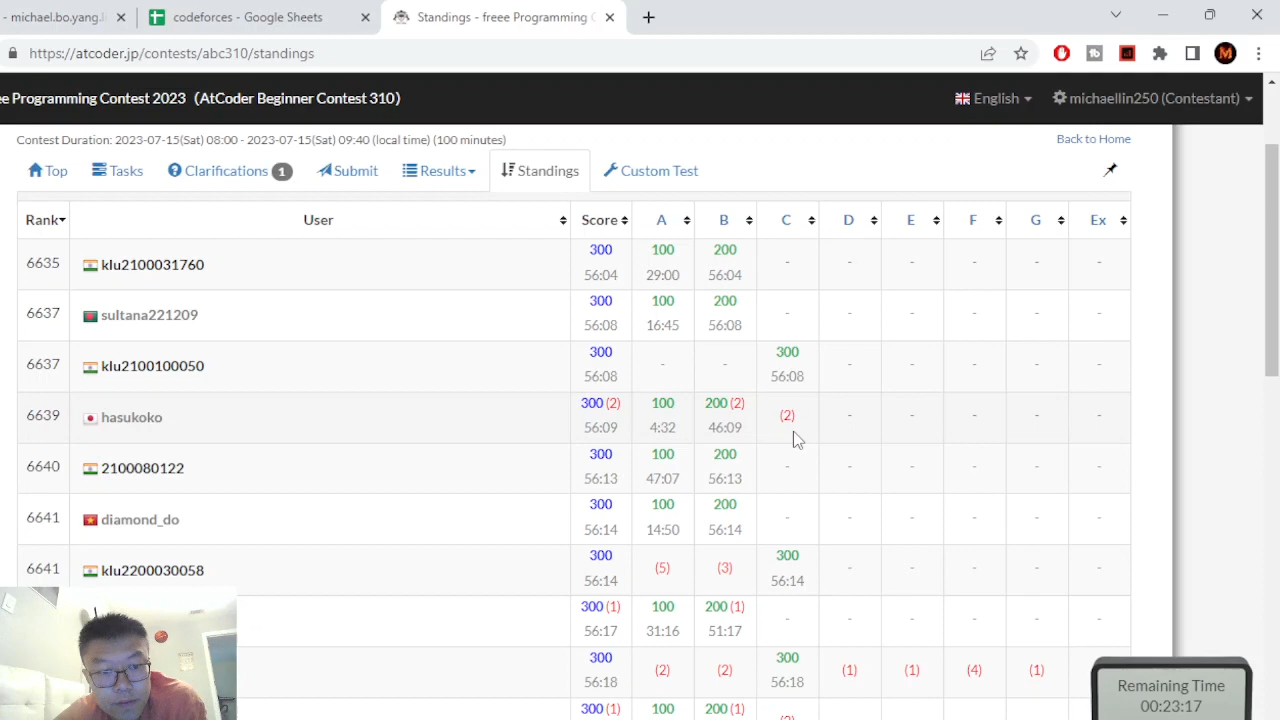 - michael.bo.yang.l
codeforces - Google Sheets
Standings - freee Programming C
https://atcoder.jp/contests/abc310/standings
ee Programming Contest 2023 (AtCoder Beginner Contest 310)
English
michaellin250 (Contestant)
Contest Duration: 2023-07-15(Sat) 08:00 - 2023-07-15(Sat) 09:40 (local time) (100 minutes)
Back to Home
Top
Tasks
Clarifications 1
Submit
Results
Standings
Custom Test
Rank User Score A B C D E F G Ex
6635 klu2100031760 300 100 200 - - - - - -
56:04 29:00 56:04
6637 sultana221209 300 100 200 - - - - - -
56:08 16:45 56:08
6637 klu2100100050 300 - - 300 - - - - -
56:08 56:08
6639 hasukoko 300 (2) 100 200 (2) (2) - - - - -
56:09 4:32 46:09
6640 2100080122 300 100 200 - - - - - -
56:13 47:07 56:13
6641 diamond_do 300 100 200 - - - - - -
56:14 14:50 56:14
6641 klu2200030058 300 (5) (3) 300 - - - - -
56:14 56:14
300 (1) 100 200 (1) - - - - - -
56:17 31:16 51:17
300 (2) (2) 300 (1) (1) (4) (1)
56:18 56:18
300 (1) 100 200 (1)
Remaining Time
00:23:17